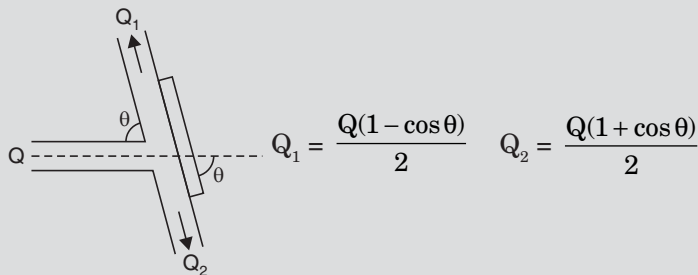 Q₁
θ
Q
θ
Q₂
Q₁ = Q(1 − cos θ) / 2
Q₂ = Q(1 + cos θ) / 2